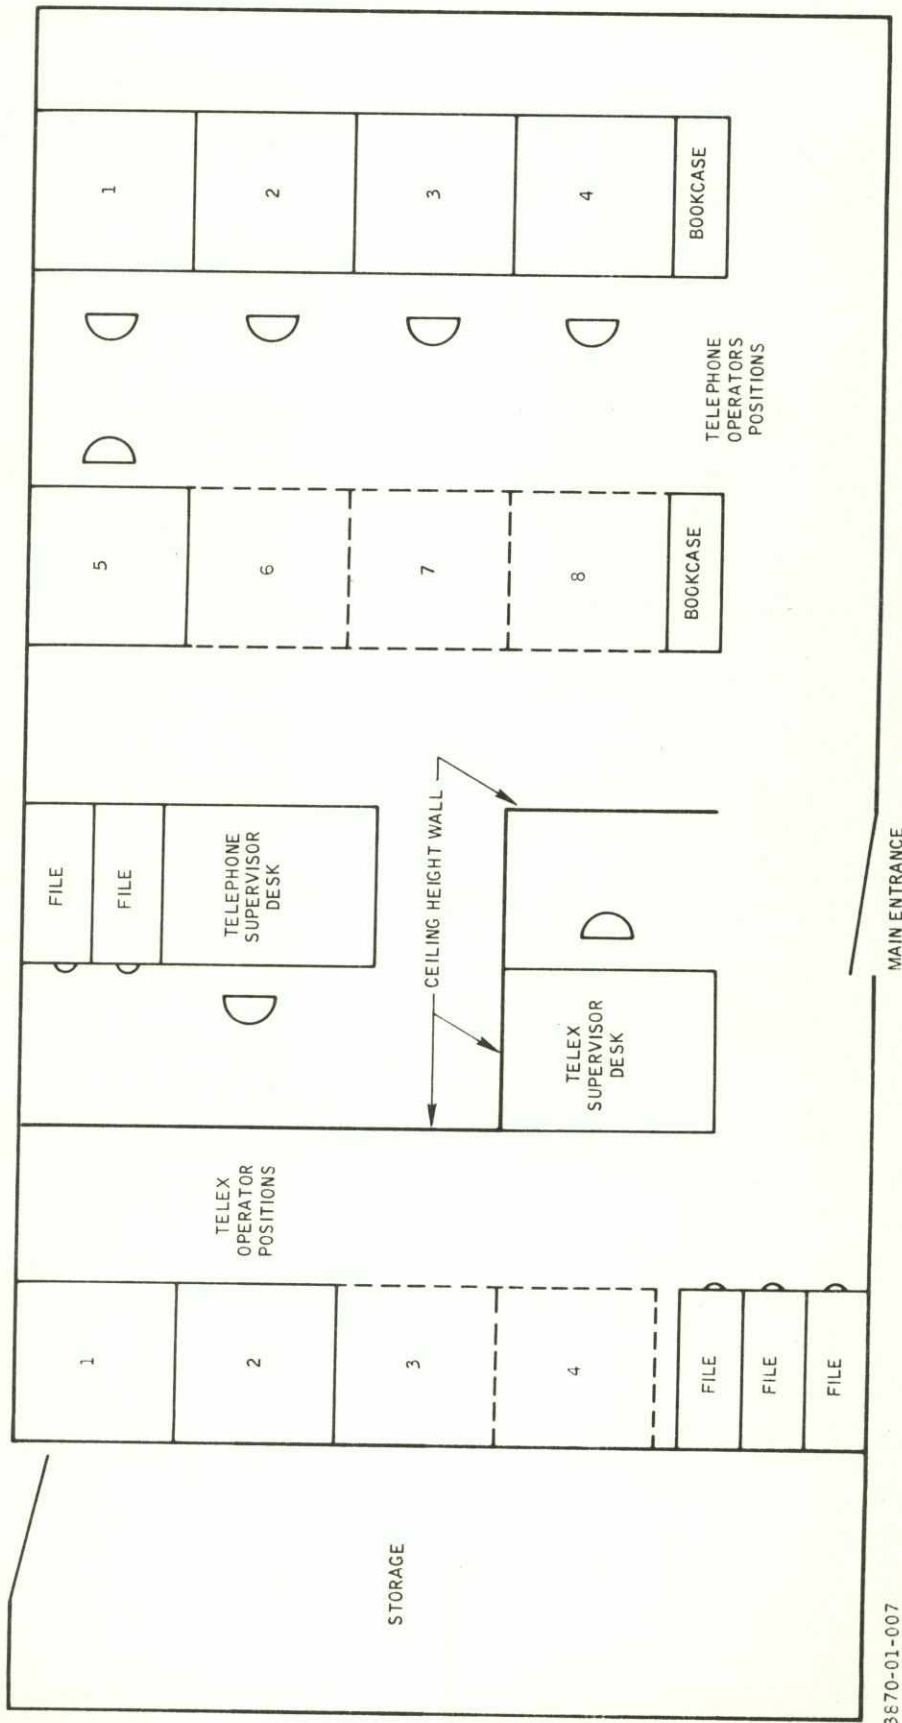 1
2
3
4
BOOKCASE
TELEPHONE
OPERATORS
POSITIONS
5
6
7
8
BOOKCASE
FILE
FILE
TELEPHONE
SUPERVISOR
DESK
CEILING HEIGHT WALL
TELEX
SUPERVISOR
DESK
MAIN ENTRANCE
TELEX
OPERATOR
POSITIONS
1
2
3
4
FILE
FILE
FILE
STORAGE
3870-01-007